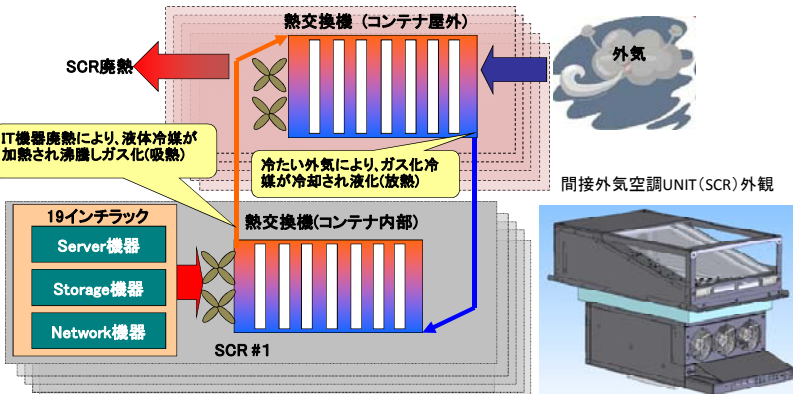 熱交換機 (コンテナ屋外)
SCR廃熱
外気
IT機器廃熱により、液体冷媒が
加熱され沸騰しガス化(吸熱)
冷たい外気により、ガス化冷
媒が冷却され液化(放熱)
間接外気空調UNIT(SCR)外観
19インチラック
熱交換機(コンテナ内部)
Server機器
Storage機器
Network機器
SCR #1